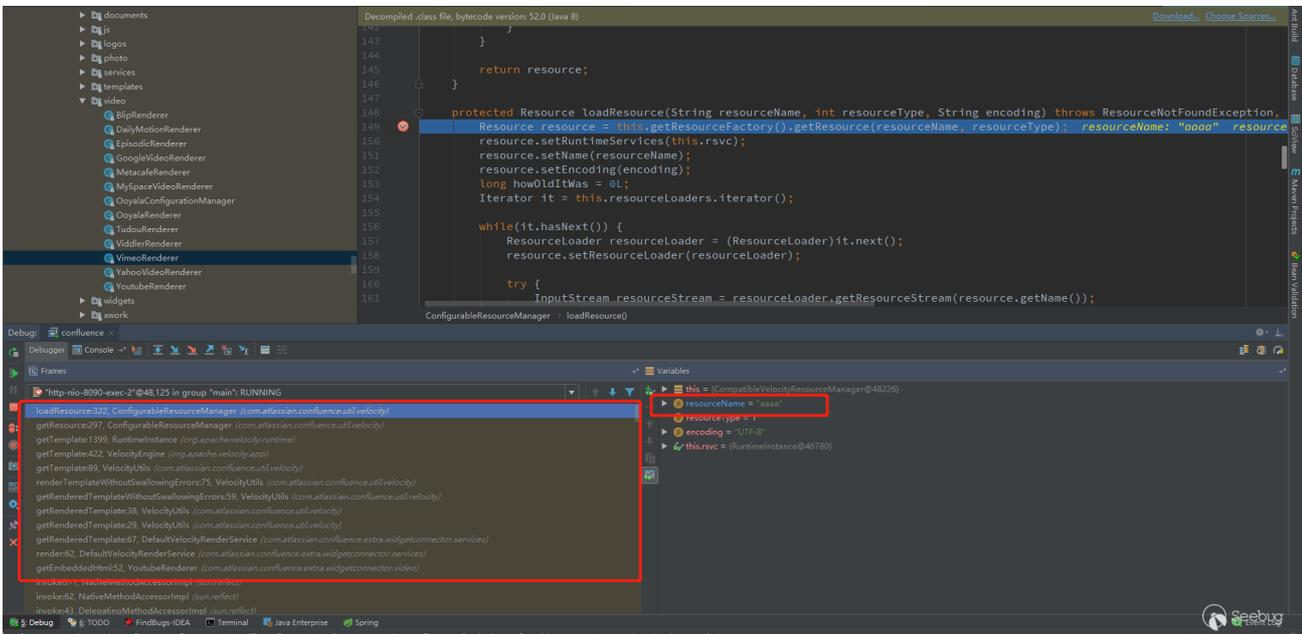 documents
js
logos
photo
services
templates
video
BlipRenderer
DailyMotionRenderer
EpisodicRenderer
GoogleVideoRenderer
MetacafeRenderer
MySpaceVideoRenderer
OoyalaConfigurationManager
OoyalaRenderer
TudouRenderer
ViddlerRenderer
VimeoRenderer
YahooVideoRenderer
YoutubeRenderer
widgets
xwork
Decompiled .class file, bytecode version: 52.0 (Java 8) Download... Choose Sources...
142 }
143 }
144
145 return resource;
146 }
147
148 protected Resource loadResource(String resourceName, int resourceType, String encoding) throws ResourceNotFoundException,
149 Resource resource = this.getResourceFactory().getResource(resourceName, resourceType); resourceName: "aaaa" resource
150 resource.setRuntimeServices(this.rsvc);
151 resource.setName(resourceName);
152 resource.setEncoding(encoding);
153 long howOldItWas = 0L;
154 Iterator it = this.resourceLoaders.iterator();
155
156 while(it.hasNext()) {
157 ResourceLoader resourceLoader = (ResourceLoader)it.next();
158 resource.setResourceLoader(resourceLoader);
159
160 try {
161 InputStream resourceStream = resourceLoader.getResourceStream(resource.getName());
ConfigurableResourceManager › loadResource()
Ant Build
Database
SciView
Maven Projects
Bean Validation
Debug: confluence ×
Debugger Console
Frames
"http-nio-8090-exec-2"@48,125 in group "main": RUNNING
loadResource:322, ConfigurableResourceManager (com.atlassian.confluence.util.velocity)
getResource:297, ConfigurableResourceManager (com.atlassian.confluence.util.velocity)
getTemplate:1399, RuntimeInstance (org.apache.velocity.runtime)
getTemplate:422, VelocityEngine (org.apache.velocity.app)
getTemplate:89, VelocityUtils (com.atlassian.confluence.util.velocity)
renderTemplateWithoutSwallowingErrors:75, VelocityUtils (com.atlassian.confluence.util.velocity)
getRenderedTemplateWithoutSwallowingErrors:59, VelocityUtils (com.atlassian.confluence.util.velocity)
getRenderedTemplate:38, VelocityUtils (com.atlassian.confluence.util.velocity)
getRenderedTemplate:29, VelocityUtils (com.atlassian.confluence.util.velocity)
getRenderedTemplate:67, DefaultVelocityRenderService (com.atlassian.confluence.extra.widgetconnector.services)
render:62, DefaultVelocityRenderService (com.atlassian.confluence.extra.widgetconnector.services)
getEmbeddedHtml:52, YoutubeRenderer (com.atlassian.confluence.extra.widgetconnector.video)
invoke0:-1, NativeMethodAccessorImpl (sun.reflect)
invoke:62, NativeMethodAccessorImpl (sun.reflect)
invoke:43, DelegatingMethodAccessorImpl (sun.reflect)
Variables
this = {CompatibleVelocityResourceManager@48226}
resourceName = "aaaa"
resourceType = 1
encoding = "UTF-8"
this.rsvc = {RuntimeInstance@46780}
5: Debug 6: TODO FindBugs-IDEA Terminal Java Enterprise Spring Event Log
Seebug